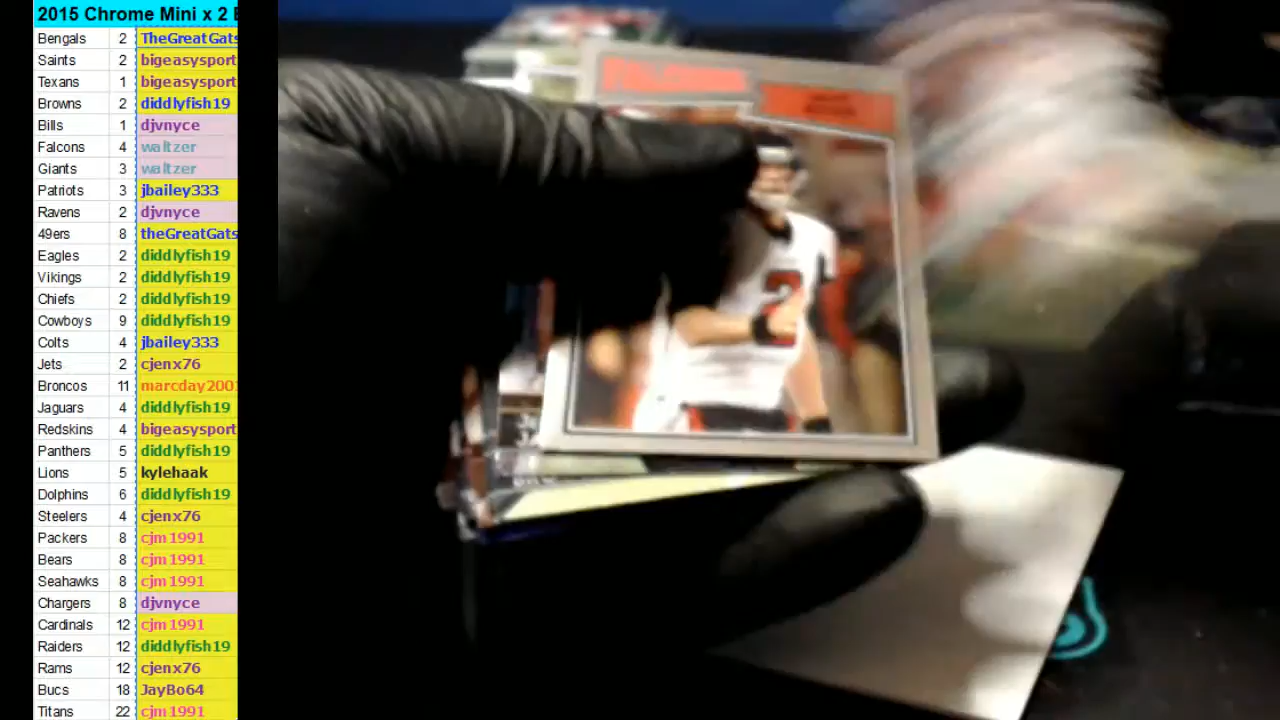 2015 Chrome Mini x 2
Bengals 2 TheGreatGats
Saints 2 bigeasysport
Texans 1 bigeasysport
Browns 2 diddlyfish19
Bills 1 djvnyce
Falcons 4 waltzer
Giants 3 waltzer
Patriots 3 jbailey333
Ravens 2 djvnyce
49ers 8 theGreatGats
Eagles 2 diddlyfish19
Vikings 2 diddlyfish19
Chiefs 2 diddlyfish19
Cowboys 9 diddlyfish19
Colts 4 jbailey333
Jets 2 cjenx76
Broncos 11 marcday200
Jaguars 4 diddlyfish19
Redskins 4 bigeasysport
Panthers 5 diddlyfish19
Lions 5 kylehaak
Dolphins 6 diddlyfish19
Steelers 4 cjenx76
Packers 8 cjm1991
Bears 8 cjm1991
Seahawks 8 cjm1991
Chargers 8 djvnyce
Cardinals 12 cjm1991
Raiders 12 diddlyfish19
Rams 12 cjenx76
Bucs 18 JayBo64
Titans 22 cjm1991
FALCONS
2